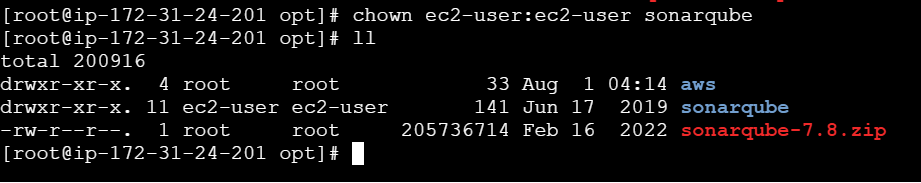 [root@ip-172-31-24-201 opt]# chown ec2-user:ec2-user sonarqube
[root@ip-172-31-24-201 opt]# ll
total 200916
drwxr-xr-x.  4 root     root            33 Aug  1 04:14 aws
drwxr-xr-x. 11 ec2-user ec2-user       141 Jun 17  2019 sonarqube
-rw-r--r--.  1 root     root     205736714 Feb 16  2022 sonarqube-7.8.zip
[root@ip-172-31-24-201 opt]#